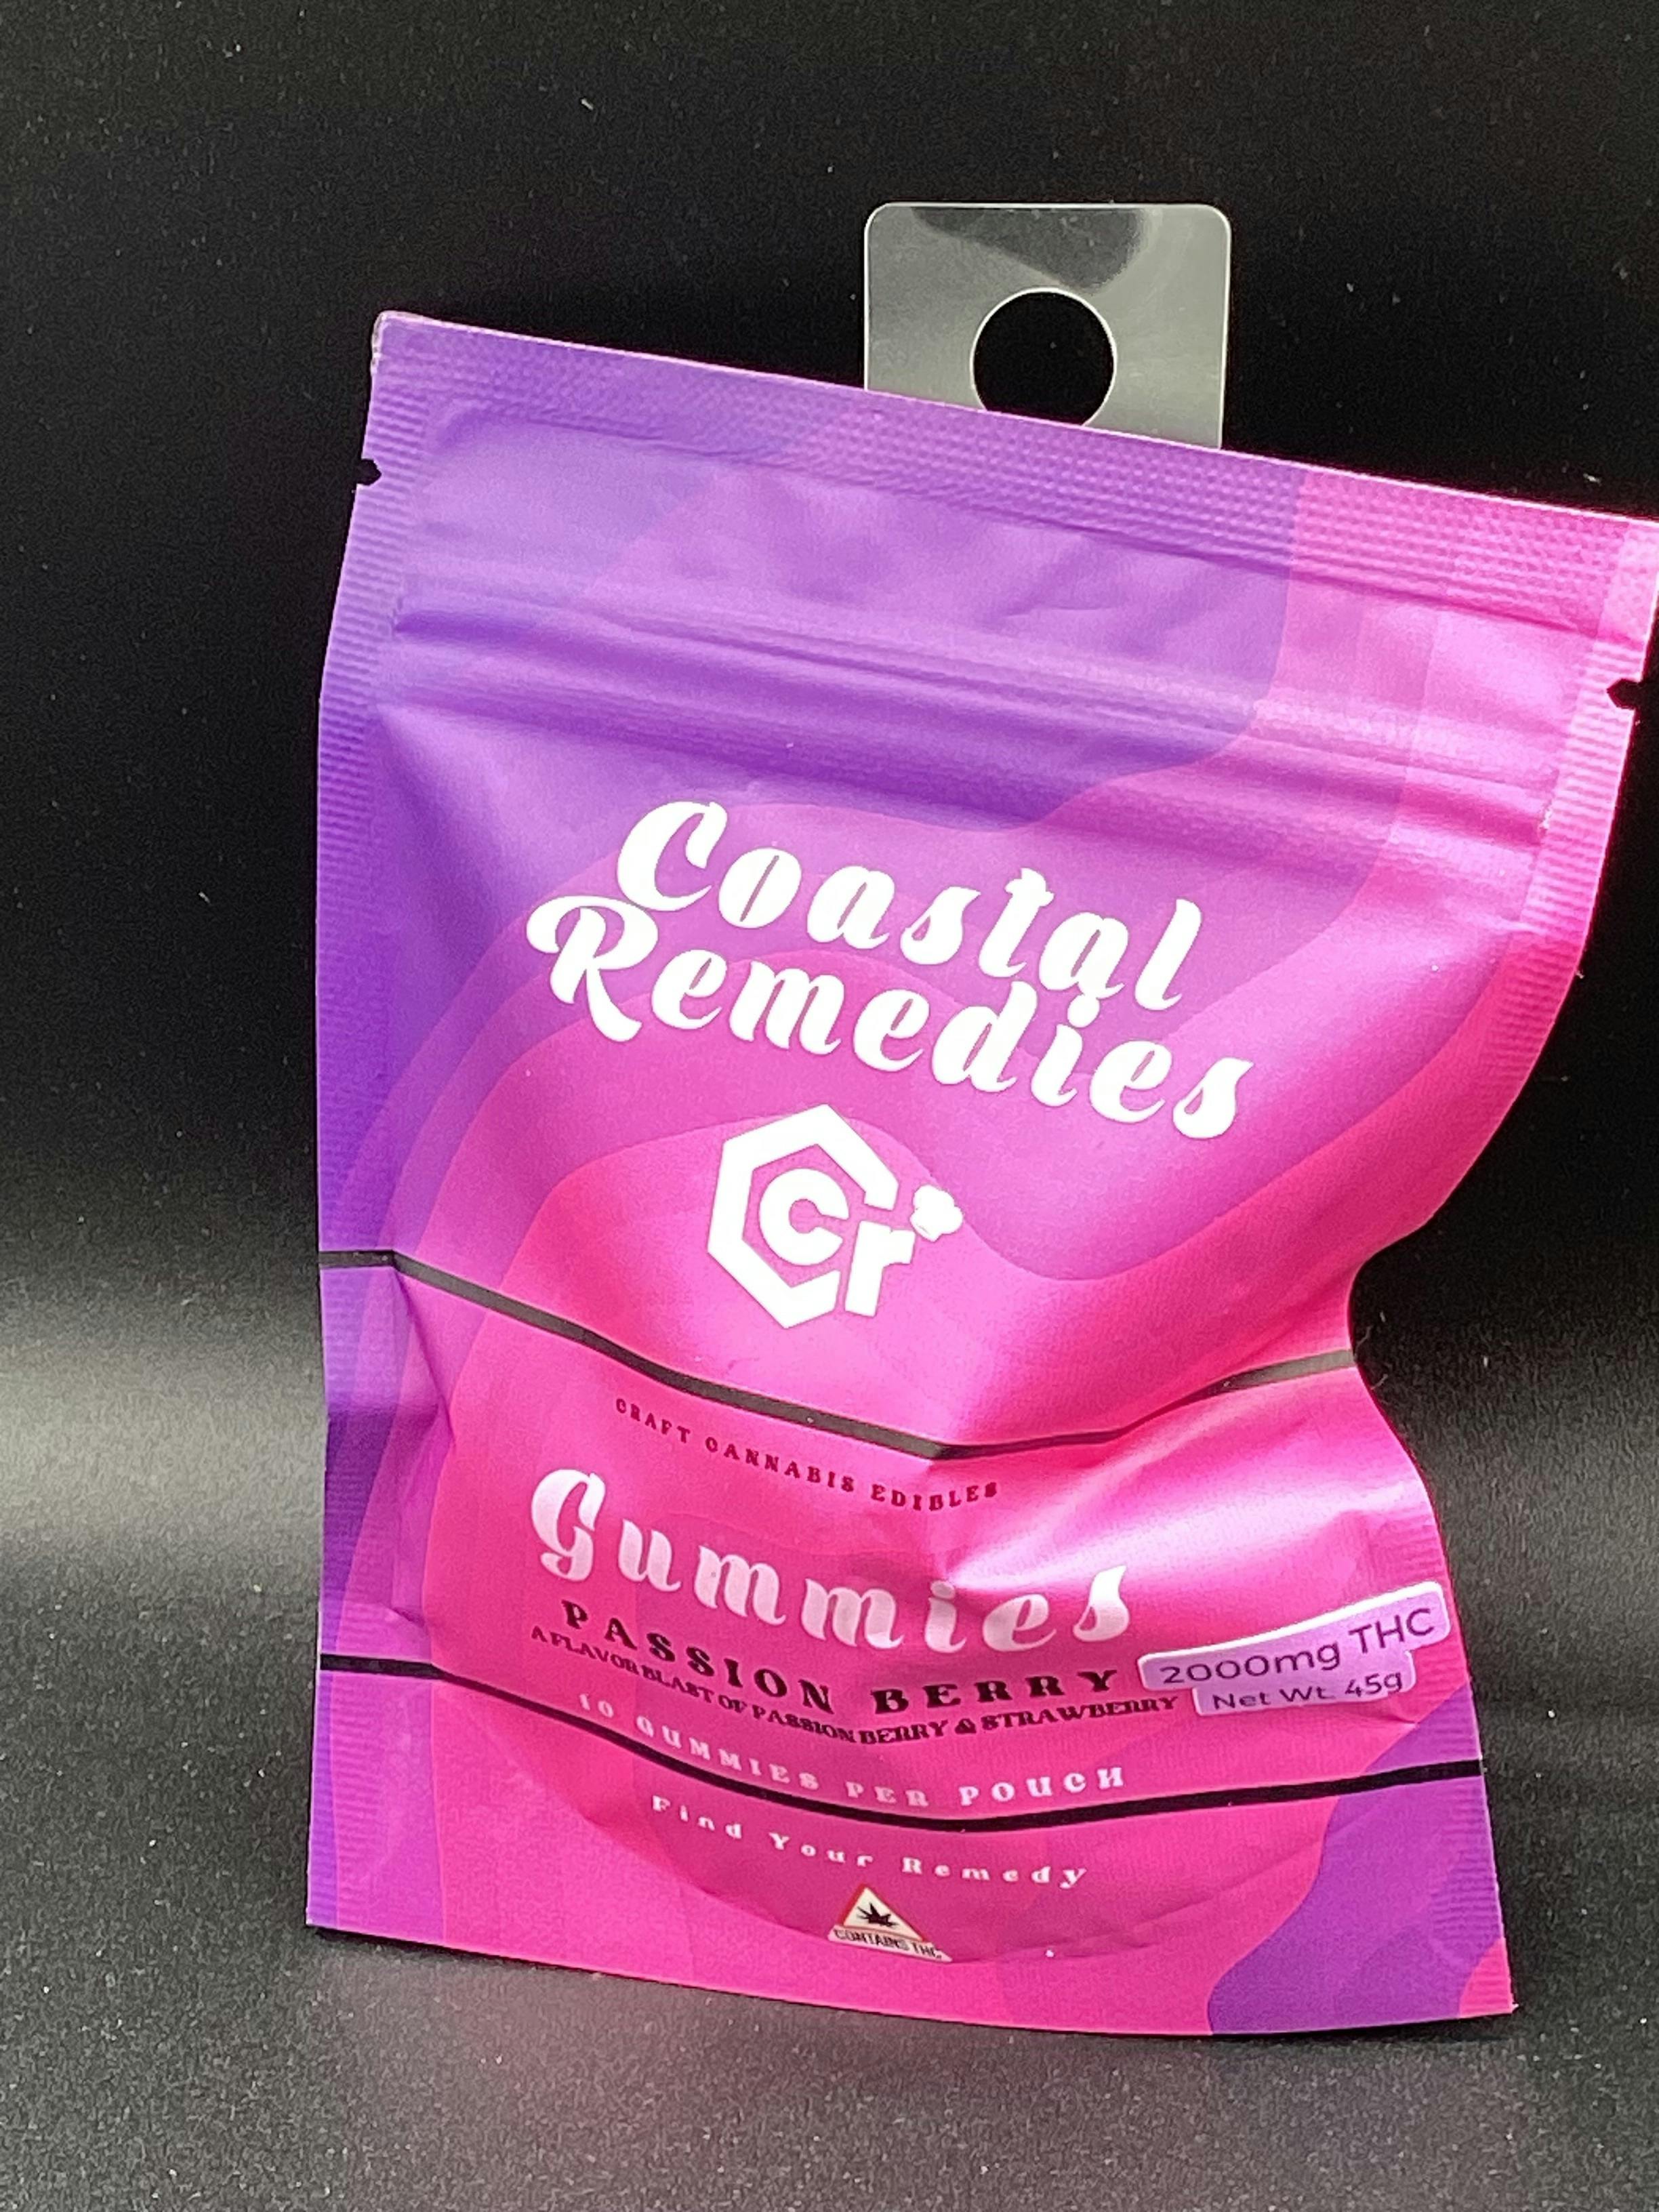 Coastal
Remedies
Cr
CRAFT CANNABIS EDIBLES
Gummies
PASSION BERRY
A FLAVOR BLAST OF PASSION BERRY & STRAWBERRY
2000mg THC
Net Wt. 45g
10 GUMMIES PER POUCH
Find Your Remedy
CONTAINS THC